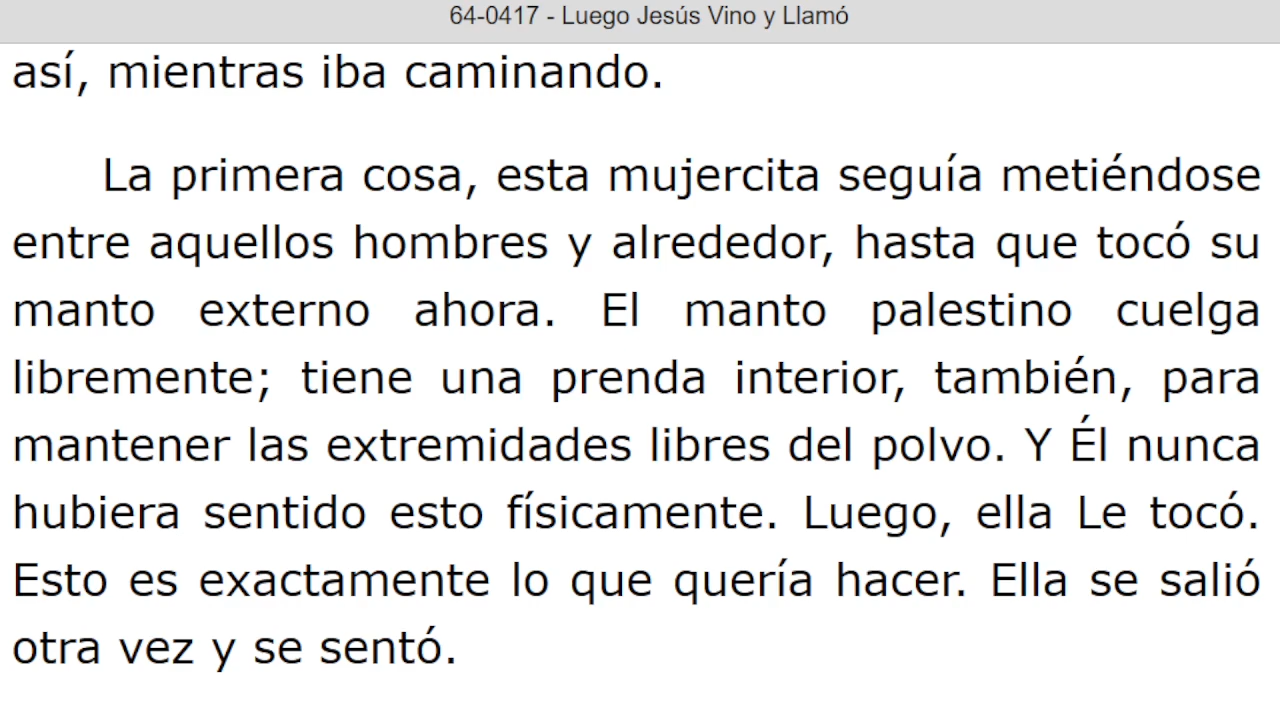 64-0417 - Luego Jesús Vino y Llamó
así, mientras iba caminando.
La primera cosa, esta mujercita seguía metiéndose
entre aquellos hombres y alrededor, hasta que tocó su
manto externo ahora. El manto palestino cuelga
libremente; tiene una prenda interior, también, para
mantener las extremidades libres del polvo. Y Él nunca
hubiera sentido esto físicamente. Luego, ella Le tocó.
Esto es exactamente lo que quería hacer. Ella se salió
otra vez y se sentó.